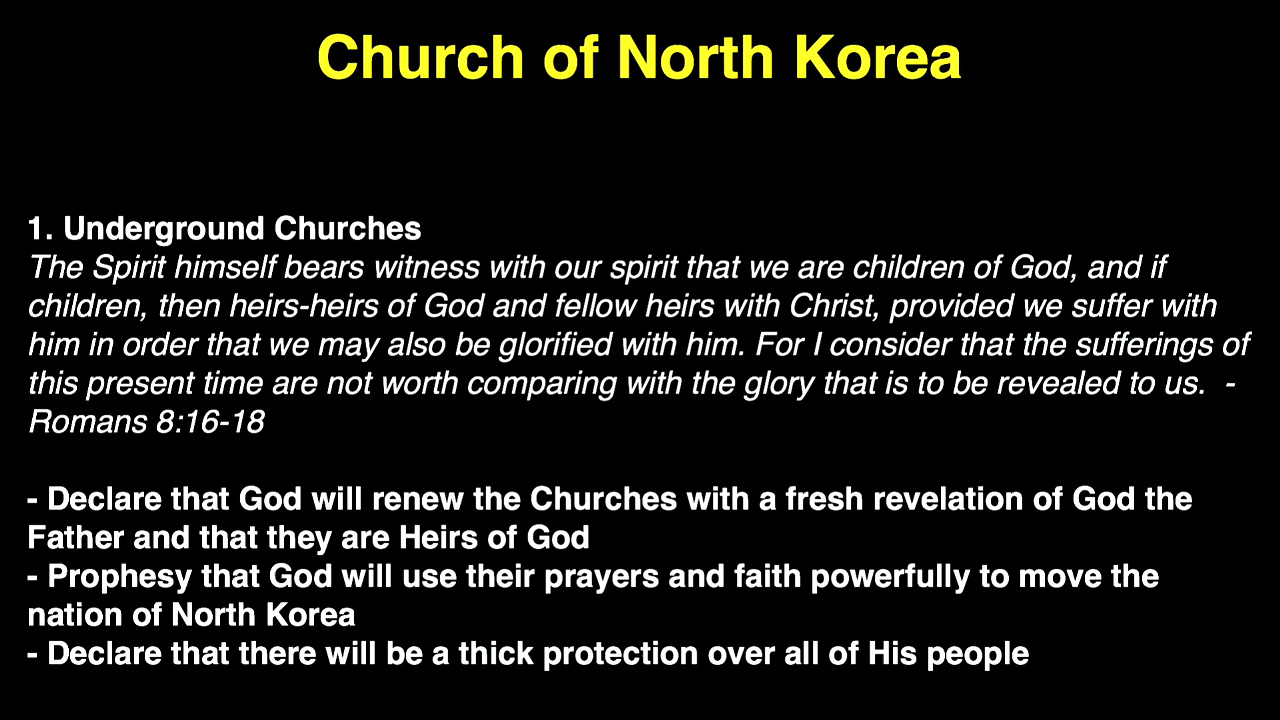 Church of North Korea
1. Underground Churches
The Spirit himself bears witness with our spirit that we are children of God, and if
children, then heirs-heirs of God and fellow heirs with Christ, provided we suffer with
him in order that we may also be glorified with him. For I consider that the sufferings of
this present time are not worth comparing with the glory that is to be revealed to us.  -
Romans 8:16-18
- Declare that God will renew the Churches with a fresh revelation of God the
Father and that they are Heirs of God
- Prophesy that God will use their prayers and faith powerfully to move the
nation of North Korea
- Declare that there will be a thick protection over all of His people